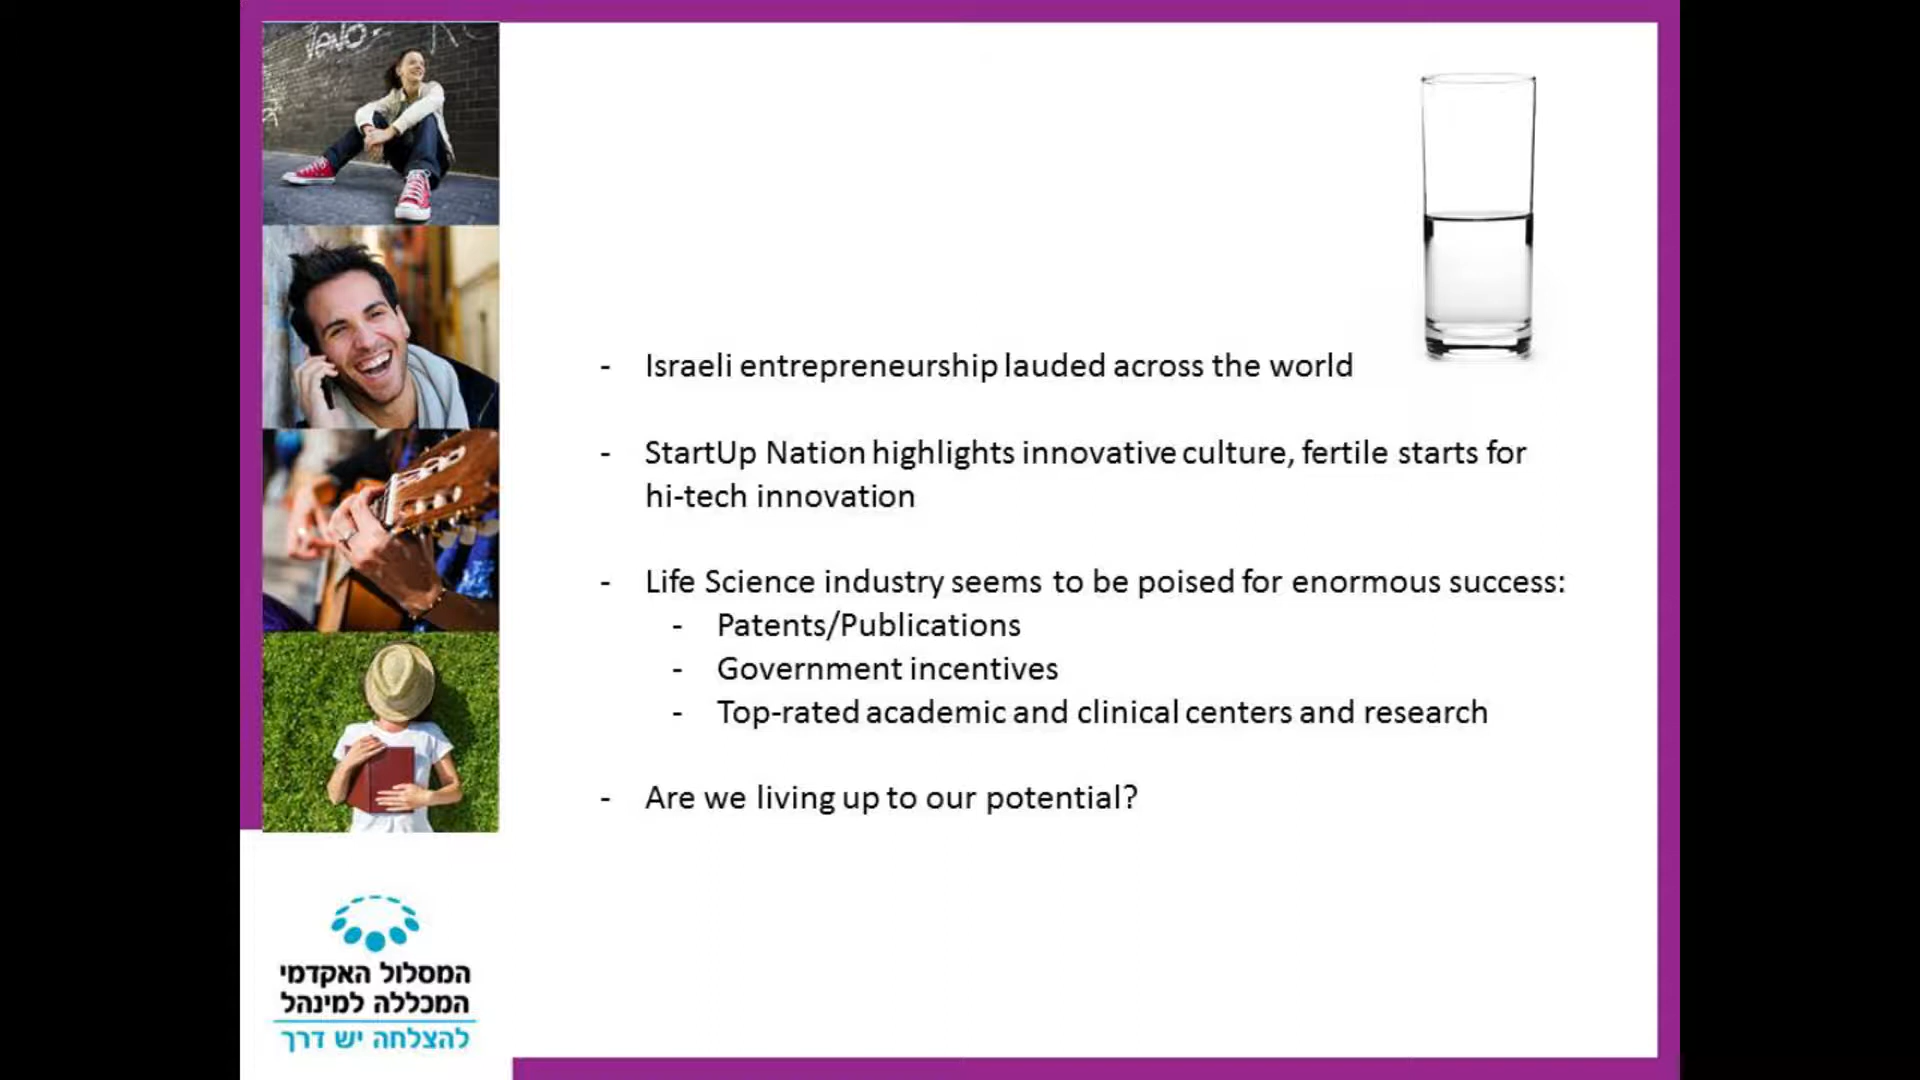 - Israeli entrepreneurship lauded across the world
- StartUp Nation highlights innovative culture, fertile starts for
hi-tech innovation
- Life Science industry seems to be poised for enormous success:
- Patents/Publications
- Government incentives
- Top-rated academic and clinical centers and research
- Are we living up to our potential?
המסלול האקדמי
המכללה למינהל
להצלחה יש דרך